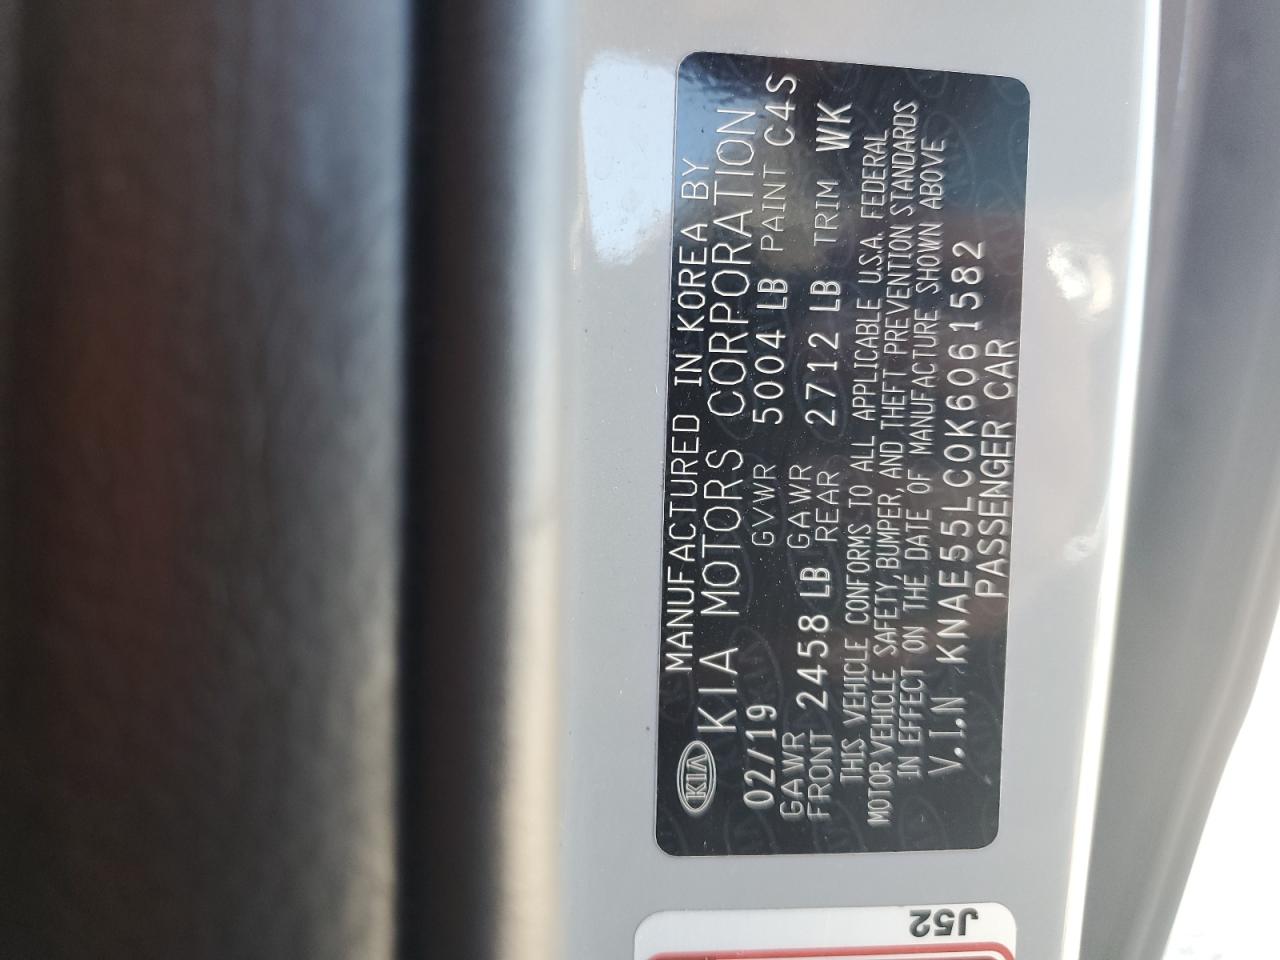 KIA
MANUFACTURED IN KOREA BY
KIA MOTORS CORPORATION
02/19 GVWR 5004 LB PAINT C4S
GAWR FRONT 2458 LB GAWR REAR 2712 LB TRIM WK
THIS VEHICLE CONFORMS TO ALL APPLICABLE U.S.A. FEDERAL
MOTOR VEHICLE SAFETY, BUMPER, AND THEFT PREVENTION STANDARDS
IN EFFECT ON THE DATE OF MANUFACTURE SHOWN ABOVE
V.I.N KNAE55LC0K6061582
PASSENGER CAR
J52